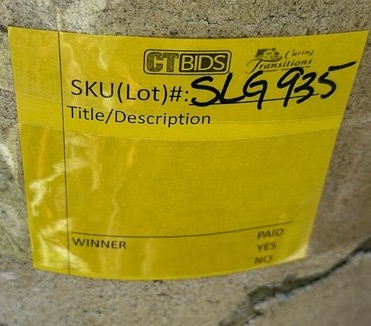 CTBIDS Caring Transitions
SKU(Lot)#: SLG 935
Title/Description
WINNER PAID
YES
NO